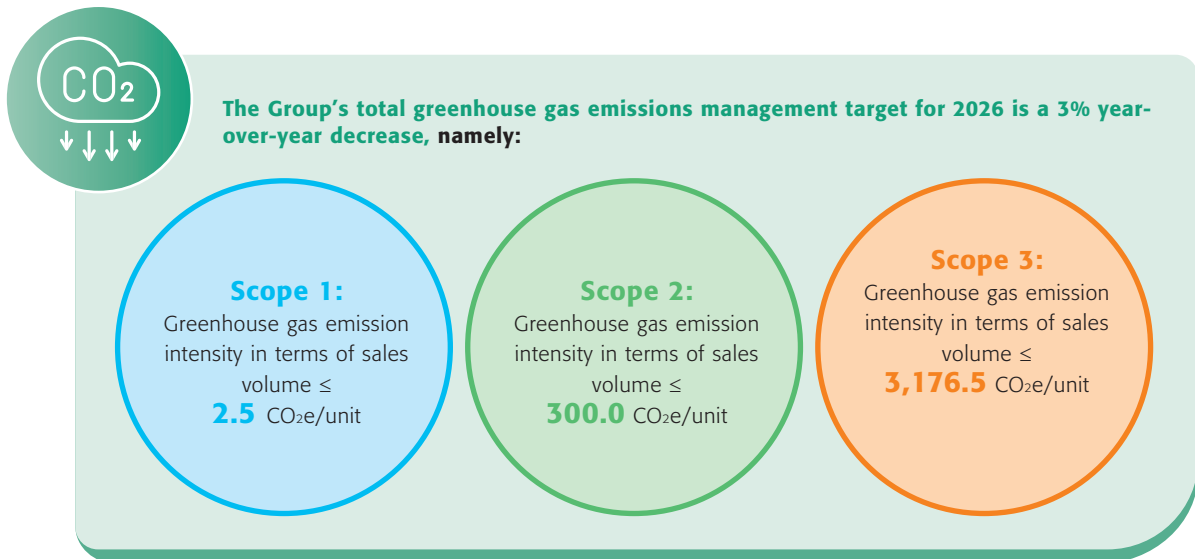 CO2
The Group's total greenhouse gas emissions management target for 2026 is a 3% year-
over-year decrease, namely:
Scope 1:
Greenhouse gas emission
intensity in terms of sales
volume ≤
2.5 CO2e/unit
Scope 2:
Greenhouse gas emission
intensity in terms of sales
volume ≤
300.0 CO2e/unit
Scope 3:
Greenhouse gas emission
intensity in terms of sales
volume ≤
3,176.5 CO2e/unit